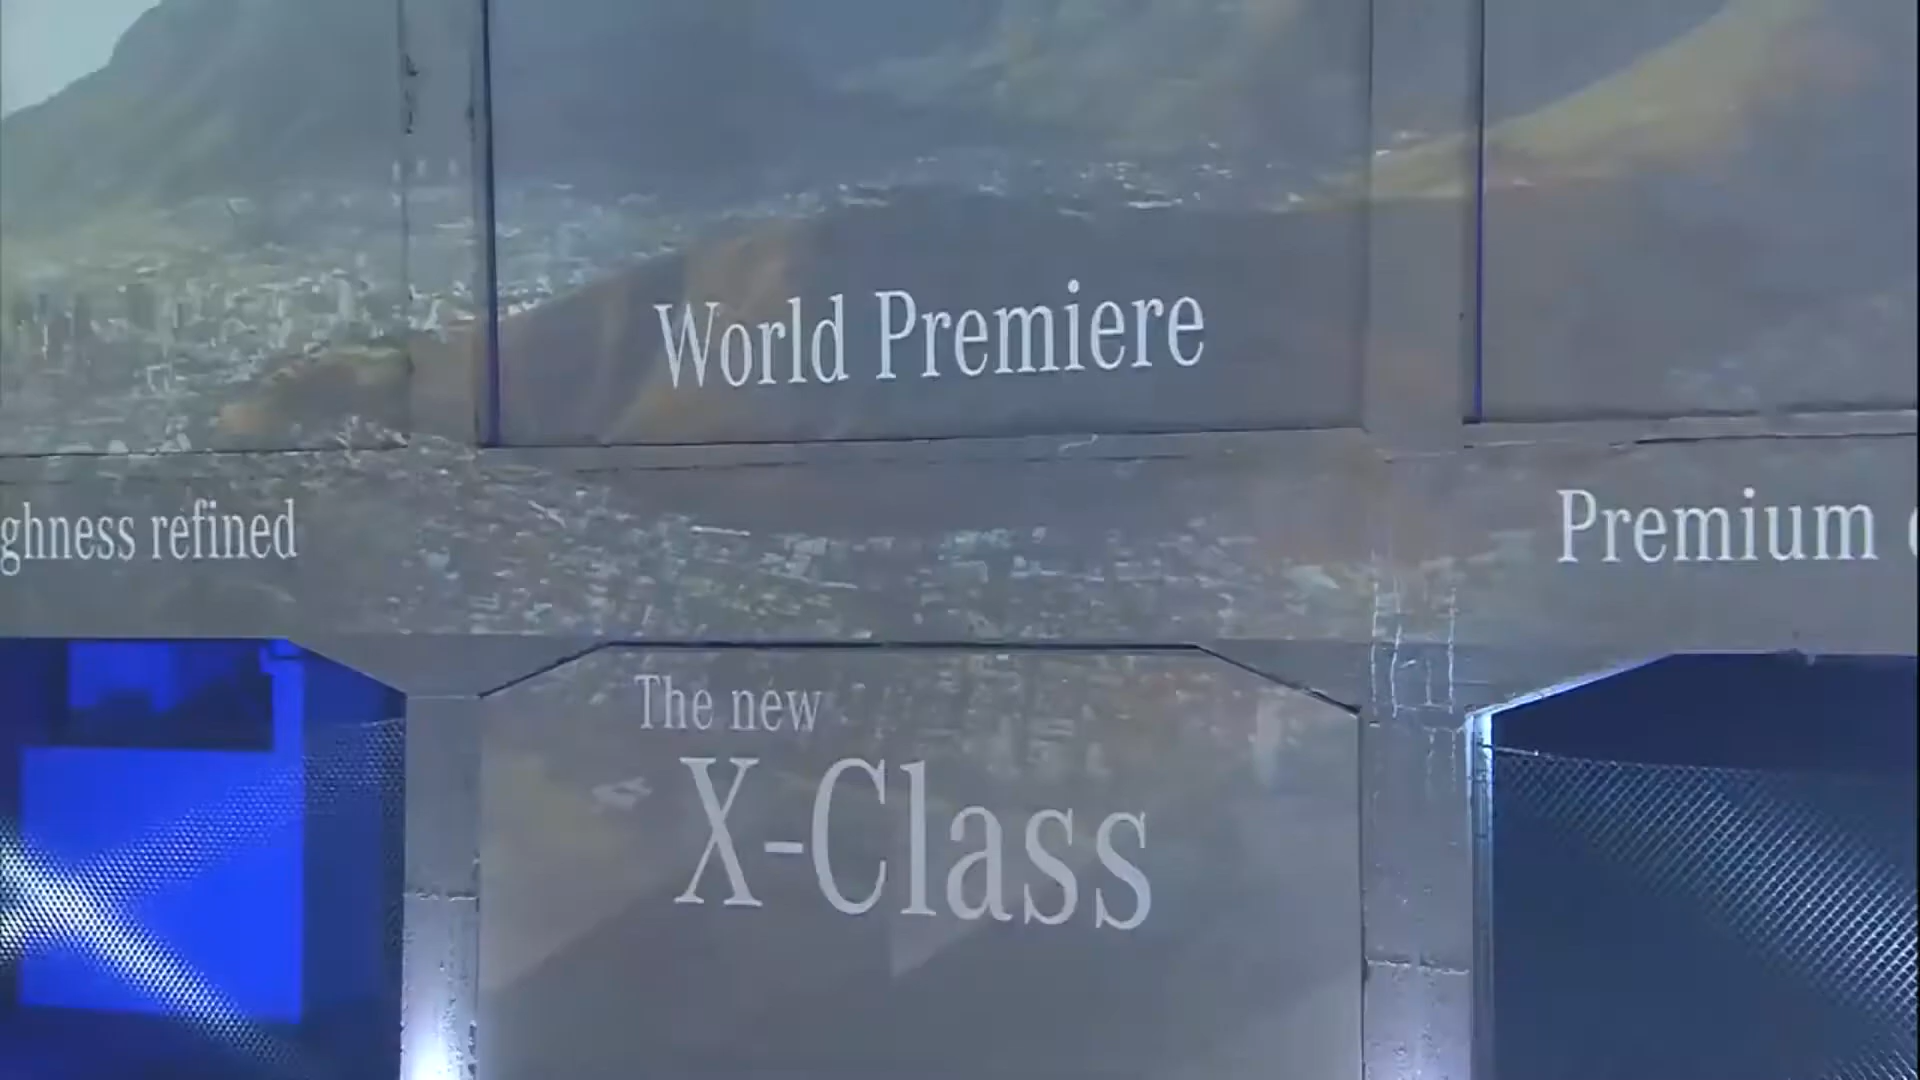 World Premiere
ghness refined
Premium
The new
X-Class